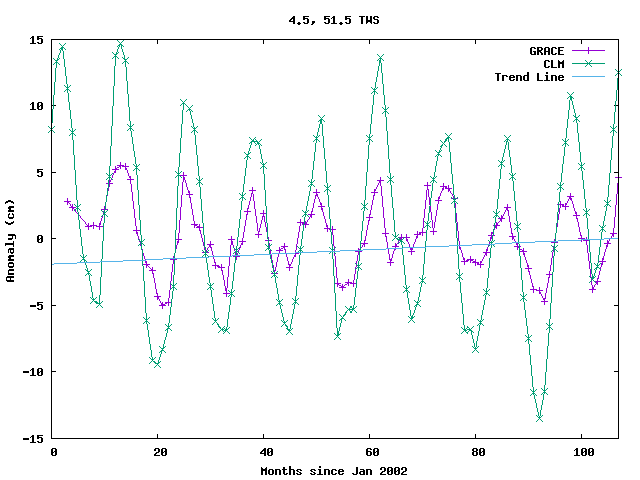 4.5, 51.5 TWS
GRACE
CLM
Trend Line
15
10
5
0
-5
-10
-15
Anomaly (cm)
0 20 40 60 80 100
Months since Jan 2002